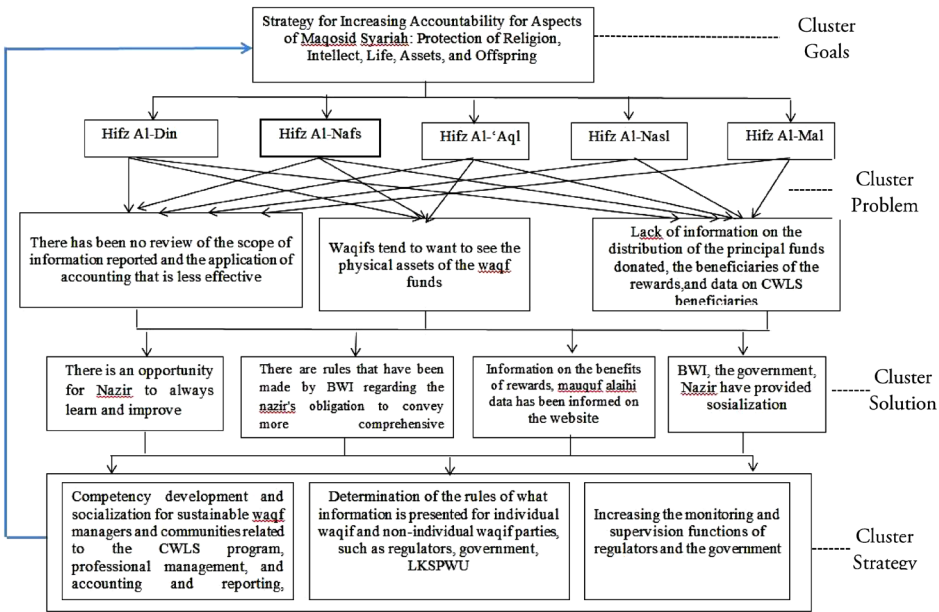 Strategy for Increasing Accountability for Aspects
of Maqosid Syariah: Protection of Religion,
Intellect, Life, Assets, and Offspring
Cluster
Goals
Hifz Al-Din
Hifz Al-Nafs
Hifz Al-‘Aql
Hifz Al-Nasl
Hifz Al-Mal
Cluster
Problem
There has been no review of the scope of
information reported and the application of
accounting that is less effective
Waqifs tend to want to see the
physical assets of the waqf
funds
Lack of information on the
distribution of the principal funds
donated, the beneficiaries of the
rewards,and data on CWLS
beneficiaries
There is an opportunity
for Nazir to always
learn and improve
There are rules that have been
made by BWI regarding the
nazir's obligation to convey
more comprehensive
Information on the benefits
of rewards, mauquf alaihi
data has been informed on
the website
BWI, the government,
Nazir have provided
sosialization
Cluster
Solution
Competency development and
socialization for sustainable waqf
managers and communities related
to the CWLS program,
professional management, and
accounting and reporting,
Determination of the rules of what
information is presented for individual
waqif and non-individual waqif parties,
such as regulators, government,
LKSPWU
Increasing the monitoring and
supervision functions of
regulators and the government
Cluster
Strategy